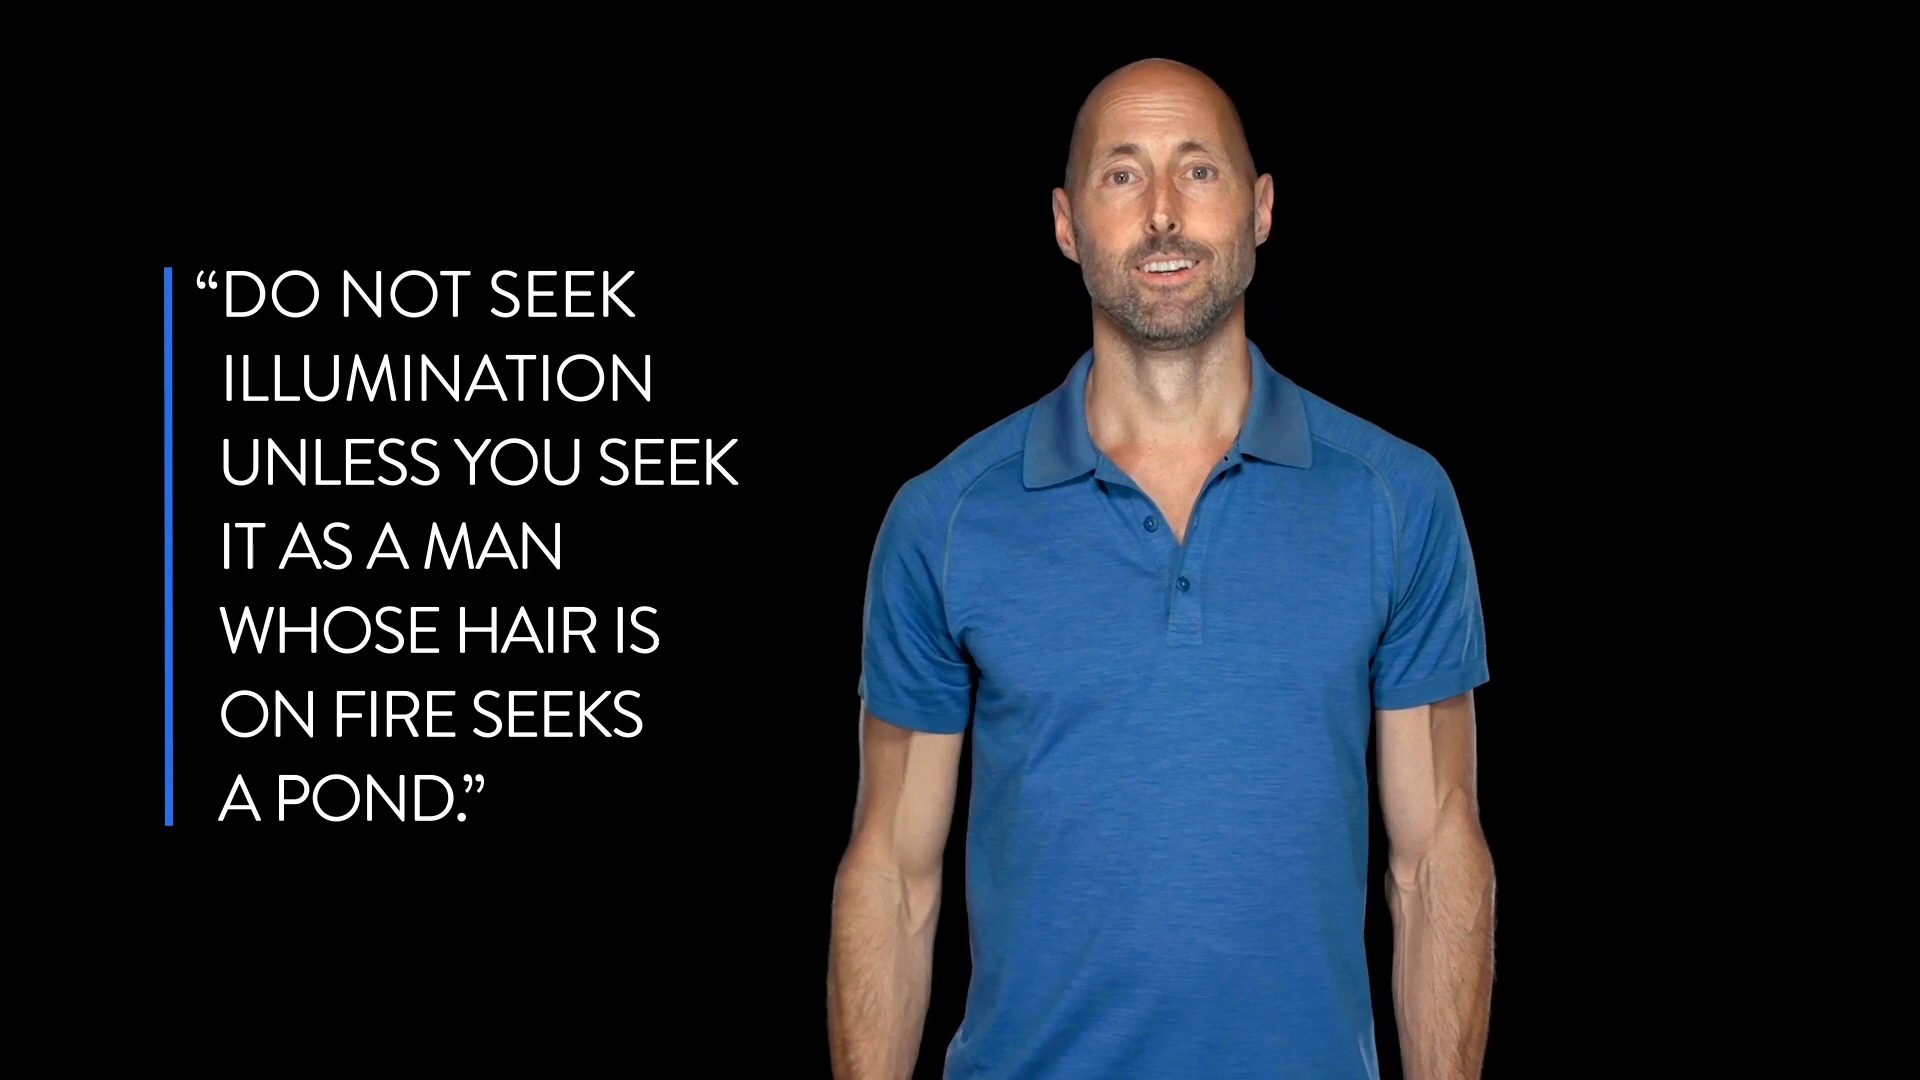 “DO NOT SEEK
ILLUMINATION
UNLESS YOU SEEK
IT AS A MAN
WHOSE HAIR IS
ON FIRE SEEKS
A POND.”